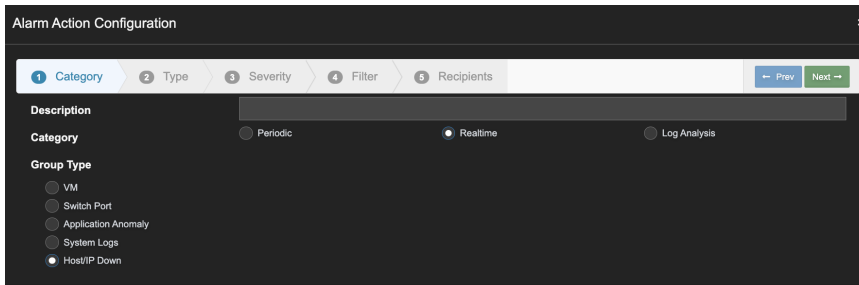 Alarm Action Configuration
1 Category 2 Type 3 Severity 4 Filter 5 Recipients ← Prev Next →
Description
Category Periodic Realtime Log Analysis
Group Type
VM
Switch Port
Application Anomaly
System Logs
Host/IP Down